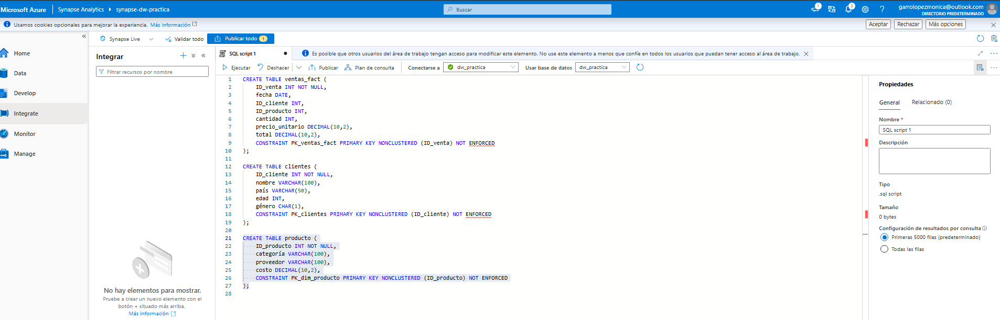 Microsoft Azure | Synapse Analytics ▸ synapse-dw-practica
Buscar
1
3
garrolopezmonica@outlook.com
DIRECTORIO PREDETERMINADO
Usamos cookies opcionales para mejorar la experiencia. Más información
Aceptar
Rechazar
Más opciones
Synapse Live
Validar todo
Publicar todo 1
Home
Data
Develop
Integrate
Monitor
Manage
Integrar
Filtrar recursos por nombre
No hay elementos para mostrar.
Pruebe a crear un nuevo elemento con el
botón + situado más arriba.
Más información
SQL script 1
Es posible que otros usuarios del área de trabajo tengan acceso para modificar este elemento. No use este elemento a menos que confíe en todos los usuarios que puedan tener acceso al área de trabajo.
Ejecutar
Deshacer
Publicar
Plan de consulta
Conectarse a
dw_practica
Usar base de datos
dw_practica
1 CREATE TABLE ventas_fact (
2 ID_venta INT NOT NULL,
3 fecha DATE,
4 ID_cliente INT,
5 ID_producto INT,
6 cantidad INT,
7 precio_unitario DECIMAL(10,2),
8 total DECIMAL(10,2),
9 CONSTRAINT PK_ventas_fact PRIMARY KEY NONCLUSTERED (ID_venta) NOT ENFORCED
10 );
11
12 CREATE TABLE clientes (
13 ID_cliente INT NOT NULL,
14 nombre VARCHAR(100),
15 país VARCHAR(50),
16 edad INT,
17 género CHAR(1),
18 CONSTRAINT PK_clientes PRIMARY KEY NONCLUSTERED (ID_cliente) NOT ENFORCED
19 );
20
21 CREATE TABLE producto (
22 ID_producto INT NOT NULL,
23 categoría VARCHAR(100),
24 proveedor VARCHAR(100),
25 costo DECIMAL(10,2),
26 CONSTRAINT PK_dim_producto PRIMARY KEY NONCLUSTERED (ID_producto) NOT ENFORCED
27 );
28
Propiedades
General
Relacionado (0)
Nombre *
SQL script 1
Descripción
Tipo
.sql script
Tamaño
0 bytes
Configuración de resultados por consulta
Primeras 5000 filas (predeterminado)
Todas las filas